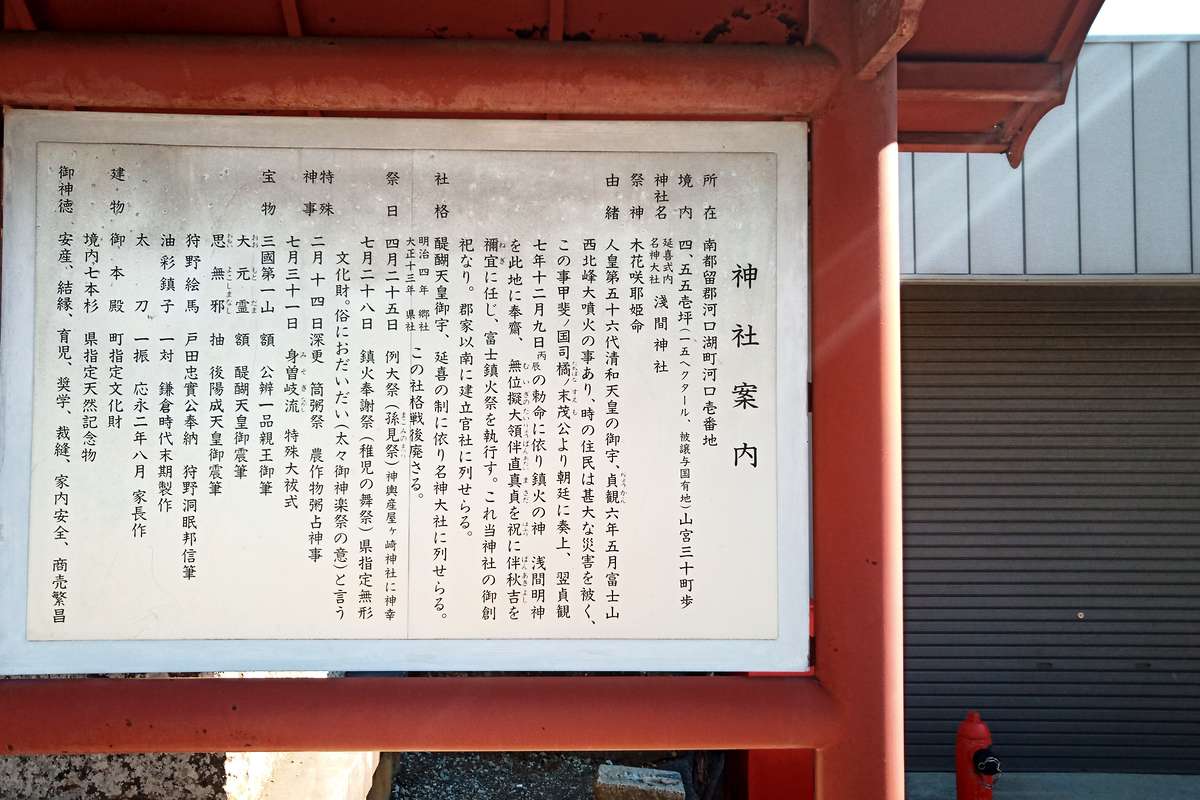 神社案内
所在 南都留郡河口湖町河口壱番地
境内 四、五五壱坪(一五ヘクタール、被譲与国有地)山宮三十町歩
神社名 延喜式内名神大社 淺間神社
祭神 木花咲耶姫命
由緒 人皇第五十六代清和天皇の御宇、貞観六年五月富士山
西北峰大噴火の事あり、時の住民は甚大な災害を被く、
この事甲斐ノ国司橘ノ末茂公より朝廷に奏上、翌貞観
七年十二月九日丙辰の勅命に依り鎮火の神 浅間明神
を此地に奉齋、無位擬大領伴直真貞を祝に伴秋吉を
禰宜に任じ、富士鎮火祭を執行す。これ当神社の御創
祀なり。郡家以南に建立官社に列せらる。
社格 醍醐天皇御宇、延喜の制に依り名神大社に列せらる。
明治四年 郷社 大正十三年 県社 この社格戦後廃さる。
祭日 四月二十五日 例大祭(孫見祭)神輿産屋ヶ崎神社に神幸
七月二十八日 鎮火奉謝祭(稚児の舞祭)県指定無形
文化財。俗におだいだい(太々御神楽祭の意)と言う
特殊神事 二月十四日深更 筒粥祭 農作物粥占神事
七月三十一日 身曽岐流 特殊大祓式
宝物 三國第一山 額 公辨一品親王御筆
大元霊 額 醍醐天皇御宸筆
思無邪 抽 後陽成天皇御宸筆
狩野絵馬 戸田忠實公奉納 狩野洞眠邦信筆
油彩鎮子 一対 鎌倉時代末期製作
太刀 一振 応永二年八月 家長作
建物 御本殿 町指定文化財
境内七本杉 県指定天然記念物
御神徳 安産、結縁、育児、奨学、裁縫、家内安全、商売繁昌